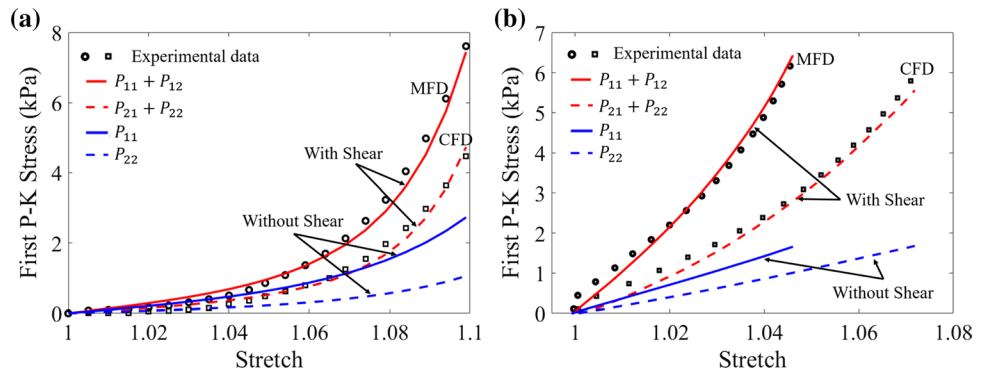 (a)
First P-K Stress (kPa)
8
6
4
2
0
Experimental data
P₁₁ + P₁₂
P₂₁ + P₂₂
P₁₁
P₂₂
MFD
CFD
With Shear
Without Shear
1
1.02
1.04
1.06
1.08
1.1
Stretch
(b)
First P-K Stress (kPa)
7
6
5
4
3
2
1
0
Experimental data
P₁₁ + P₁₂
P₂₁ + P₂₂
P₁₁
P₂₂
MFD
CFD
With Shear
Without Shear
1
1.02
1.04
1.06
1.08
Stretch